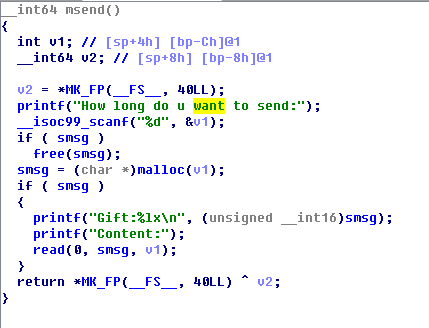 __int64 msend()
{
  int v1; // [sp+4h] [bp-Ch]@1
  __int64 v2; // [sp+8h] [bp-8h]@1

  v2 = *MK_FP(__FS__, 40LL);
  printf("How long do u want to send:");
  __isoc99_scanf("%d", &v1);
  if ( smsg )
    free(smsg);
  smsg = (char *)malloc(v1);
  if ( smsg )
  {
    printf("Gift:%lx\n", (unsigned __int16)smsg);
    printf("Content:");
    read(0, smsg, v1);
  }
  return *MK_FP(__FS__, 40LL) ^ v2;
}